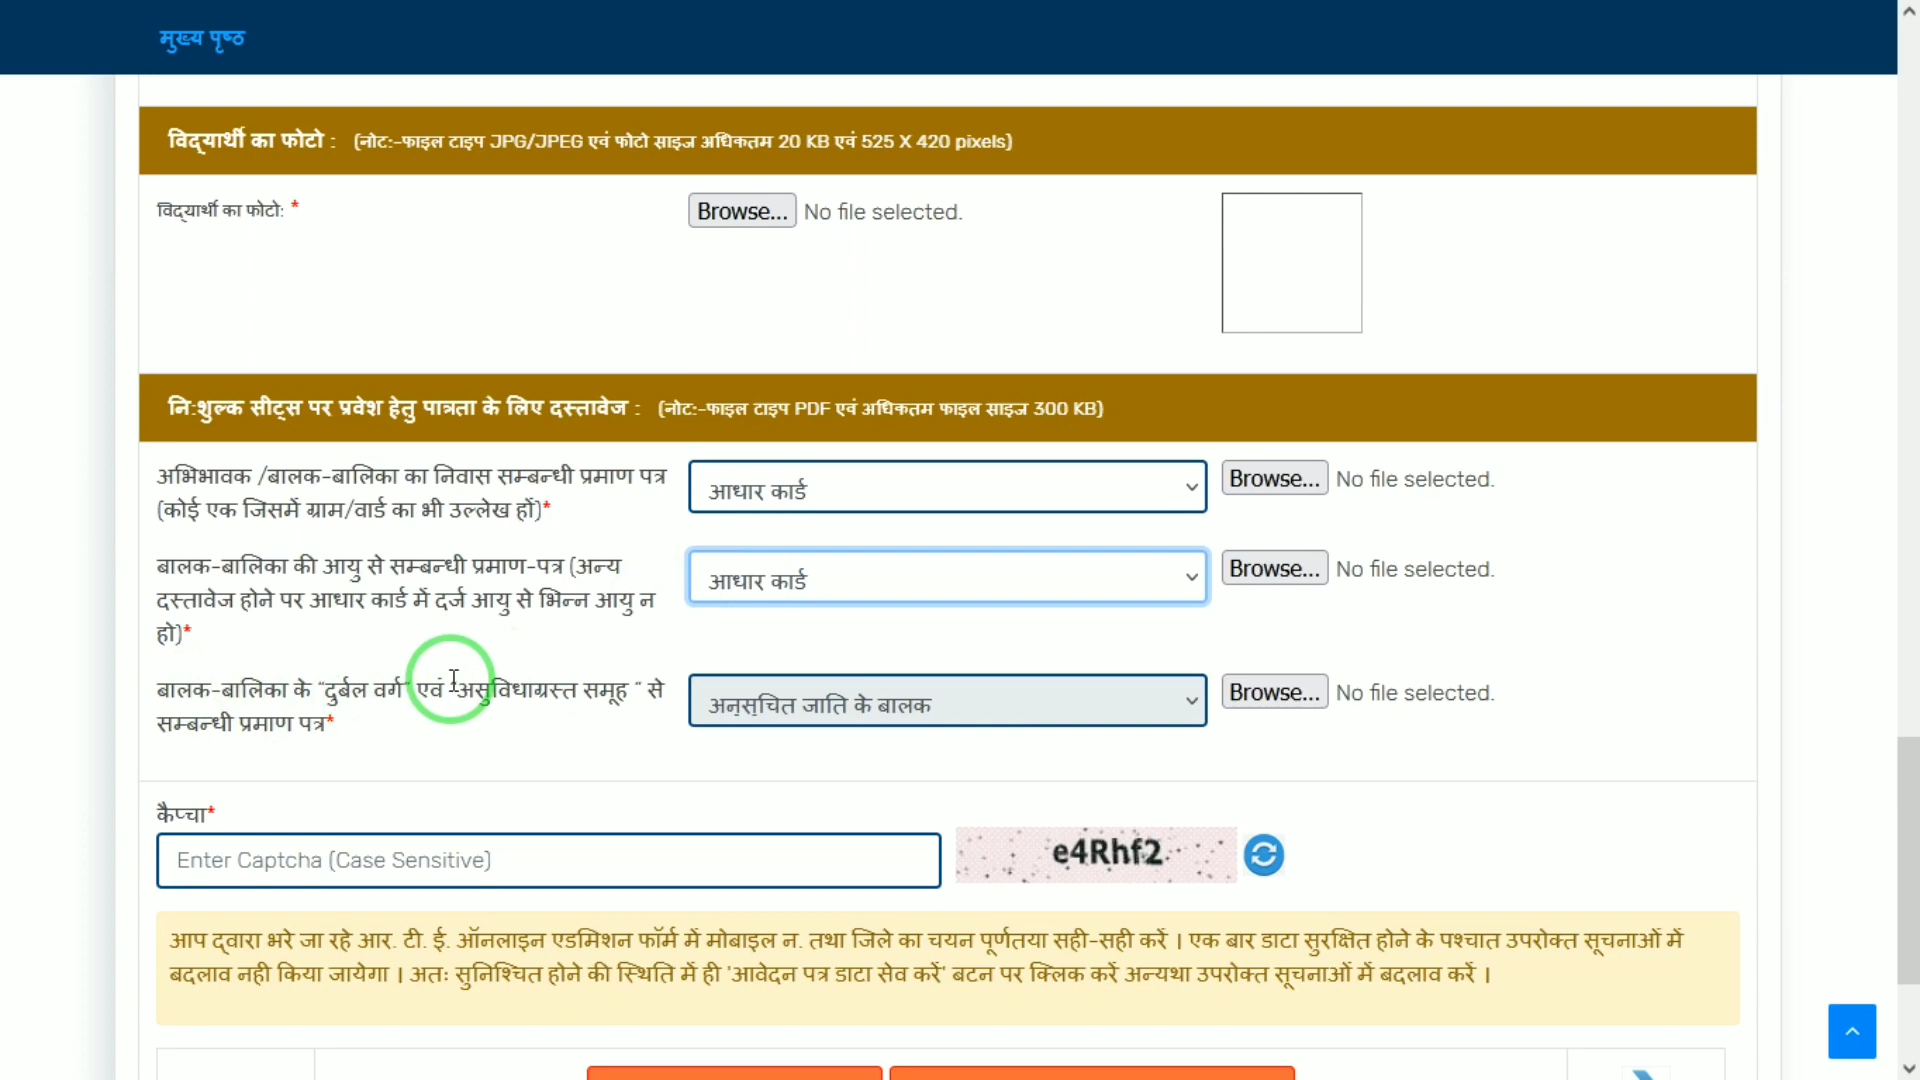 मुख्य पृष्ठ
विद्यार्थी का फोटो : (नोट:-फाइल टाइप JPG/JPEG एवं फोटो साइज अधिकतम 20 KB एवं 525 X 420 pixels)
विद्यार्थी का फोटो: * Browse... No file selected.
नि:शुल्क सीट्स पर प्रवेश हेतु पात्रता के लिए दस्तावेज : (नोट:-फाइल टाइप PDF एवं अधिकतम फाइल साइज 300 KB)
अभिभावक /बालक-बालिका का निवास सम्बन्धी प्रमाण पत्र
(कोई एक जिसमें ग्राम/वार्ड का भी उल्लेख हों)*
आधार कार्ड Browse... No file selected.
बालक-बालिका की आयु से सम्बन्धी प्रमाण-पत्र (अन्य
दस्तावेज होने पर आधार कार्ड में दर्ज आयु से भिन्न आयु न
हो)*
आधार कार्ड Browse... No file selected.
बालक-बालिका के "दुर्बल वर्ग" एवं "असुविधाग्रस्त समूह " से
सम्बन्धी प्रमाण पत्र*
अनुसूचित जाति के बालक Browse... No file selected.
कैप्चा*
Enter Captcha (Case Sensitive) e4Rhf2
आप द्वारा भरे जा रहे आर. टी. ई. ऑनलाइन एडमिशन फॉर्म में मोबाइल न. तथा जिले का चयन पूर्णतया सही-सही करें । एक बार डाटा सुरक्षित होने के पश्चात उपरोक्त सूचनाओं में
बदलाव नही किया जायेगा । अतः सुनिश्चित होने की स्थिति में ही 'आवेदन पत्र डाटा सेव करें' बटन पर क्लिक करें अन्यथा उपरोक्त सूचनाओं में बदलाव करें ।